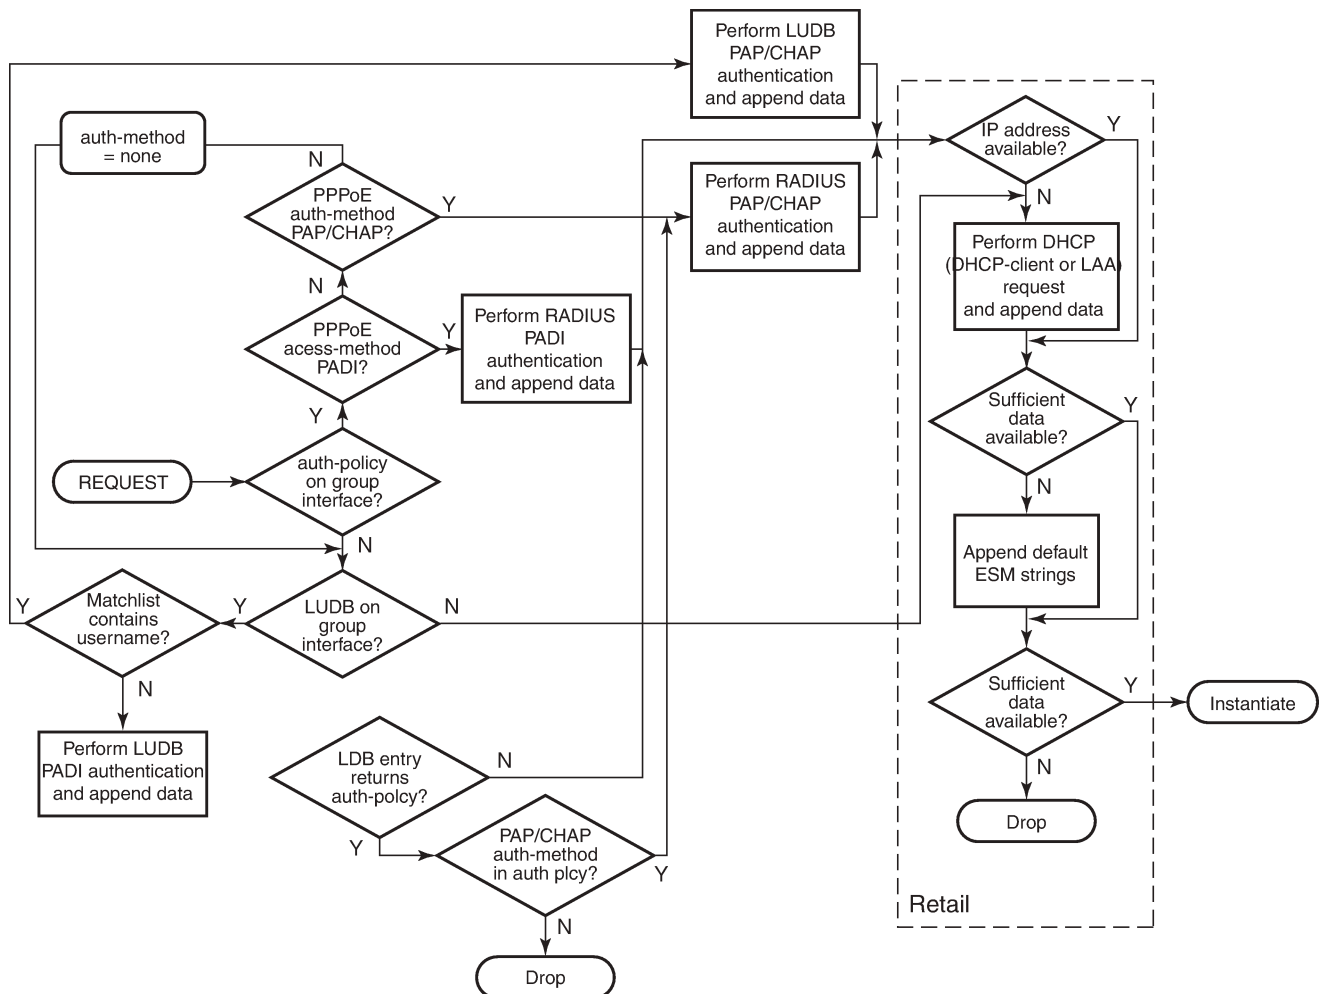 Perform LUDB
PAP/CHAP
authentication
and append data
auth-method
= none
N
PPPoE
auth-method
PAP/CHAP?
Y
Perform RADIUS
PAP/CHAP
authentication
and append data
N
PPPoE
acess-method
PADI?
Y
Perform RADIUS
PADI
authentication
and append data
Y
REQUEST
auth-policy
on group
interface?
N
Y
Matchlist
contains
username?
Y
LUDB on
group
interface?
N
N
Perform LUDB
PADI authentication
and append data
LDB entry
returns
auth-polcy?
N
Y
PAP/CHAP
auth-method
in auth plcy?
Y
N
Drop
IP address
available?
Y
N
Perform DHCP
(DHCP-client or LAA)
request
and append data
Sufficient
data
available?
Y
N
Append default
ESM strings
Sufficient
data
available?
Y
Instantiate
N
Drop
Retail